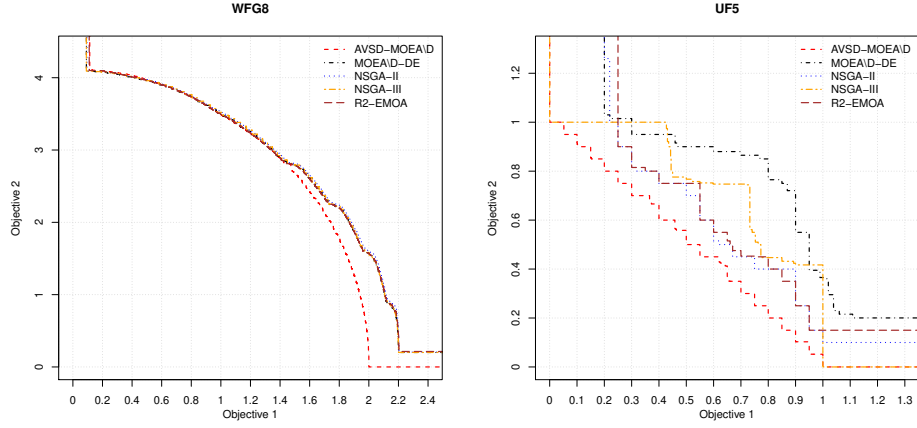 WFG8
AVSD−MOEA\D
MOEA\D−DE
NSGA−II
NSGA−III
R2−EMOA
Objective 2
4
3
2
1
0
0 0.2 0.4 0.6 0.8 1 1.2 1.4 1.6 1.8 2 2.2 2.4
Objective 1
UF5
AVSD−MOEA\D
MOEA\D−DE
NSGA−II
NSGA−III
R2−EMOA
Objective 2
1.2
1
0.8
0.6
0.4
0.2
0
0 0.1 0.2 0.3 0.4 0.5 0.6 0.7 0.8 0.9 1 1.1 1.2 1.3
Objective 1